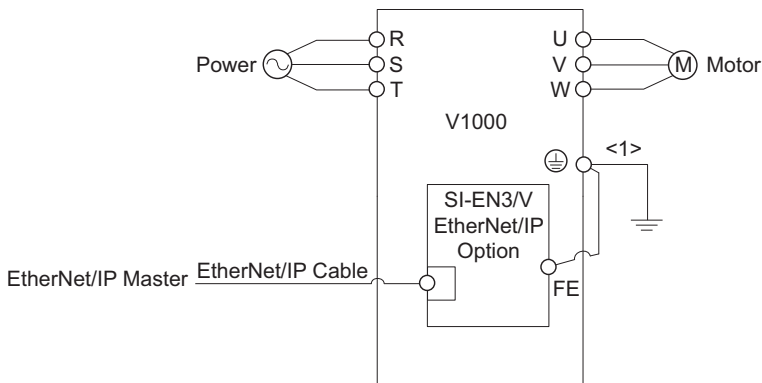 R
U
Power
S
V
M
Motor
T
W
V1000
<1>
SI-EN3/V
EtherNet/IP
Option
EtherNet/IP Master
EtherNet/IP Cable
FE